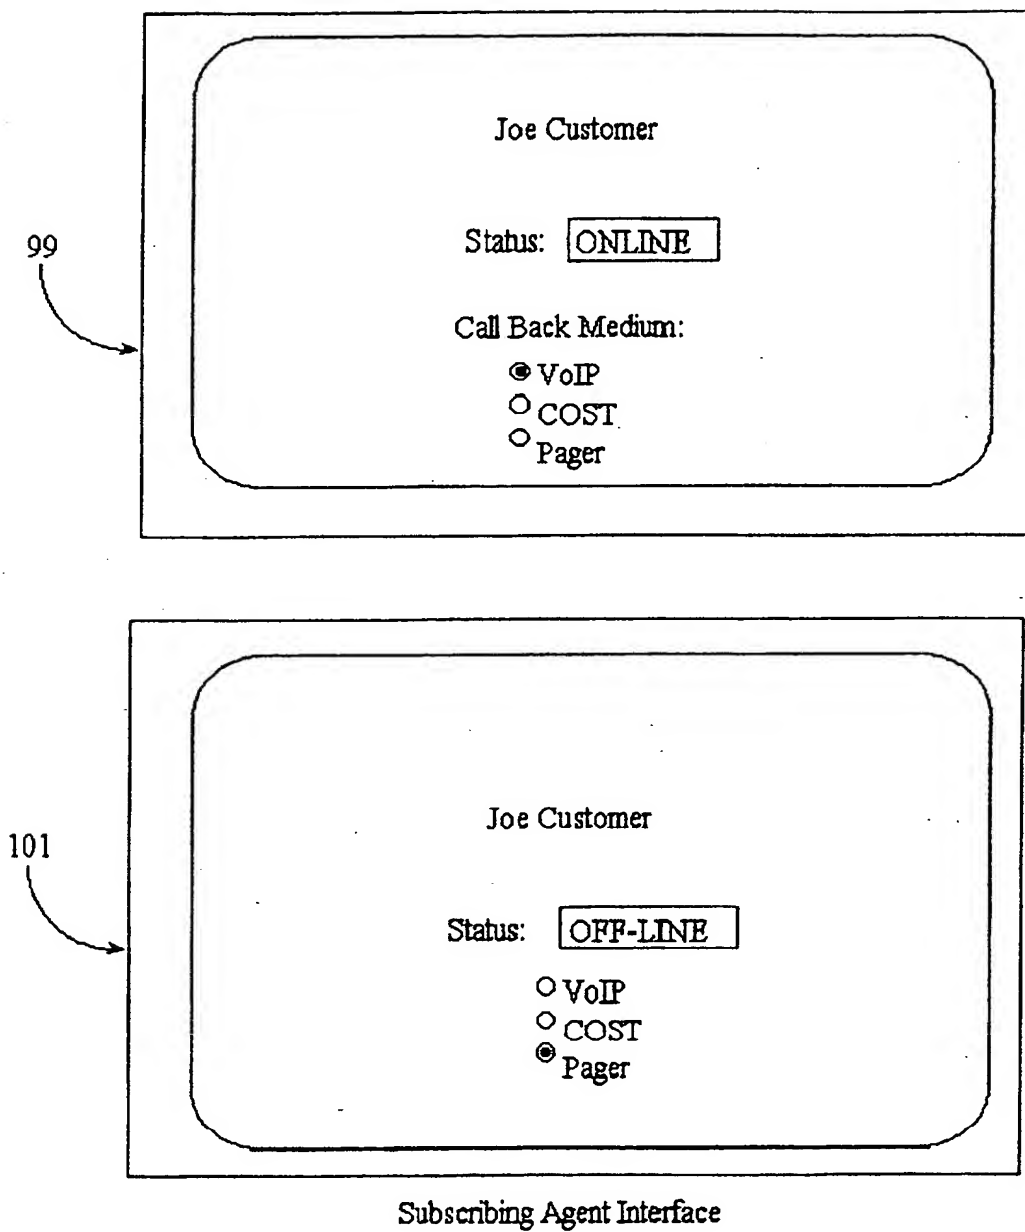 Joe Customer
99
Status: ONLINE
Call Back Medium:
VoIP
COST
Pager
Joe Customer
101
Status: OFF-LINE
VoIP
COST
Pager
Subscribing Agent Interface